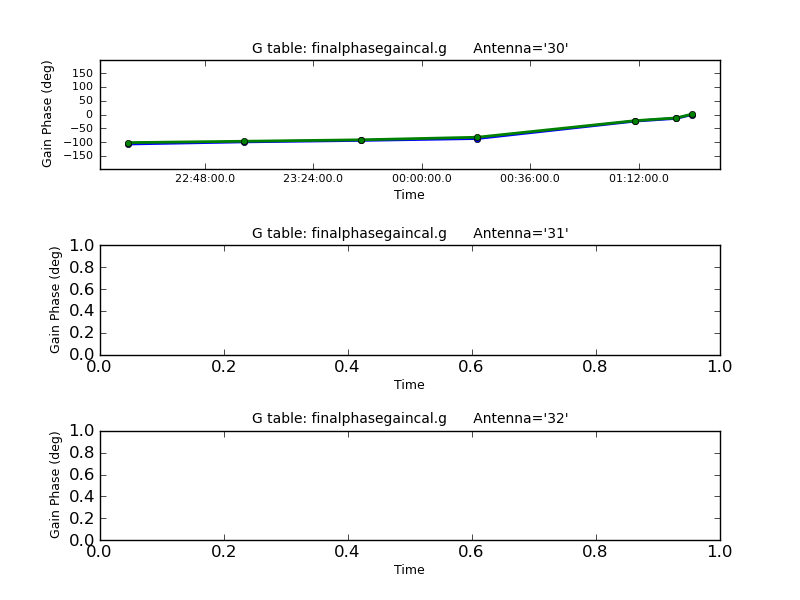 G table: finalphasegaincal.g Antenna='30'
Gain Phase (deg)
150
100
50
0
−50
−100
−150
22:48:00.0 23:24:00.0 00:00:00.0 00:36:00.0 01:12:00.0
Time
G table: finalphasegaincal.g Antenna='31'
Gain Phase (deg)
1.0
0.8
0.6
0.4
0.2
0.0
0.0 0.2 0.4 0.6 0.8 1.0
Time
G table: finalphasegaincal.g Antenna='32'
Gain Phase (deg)
1.0
0.8
0.6
0.4
0.2
0.0
0.0 0.2 0.4 0.6 0.8 1.0
Time